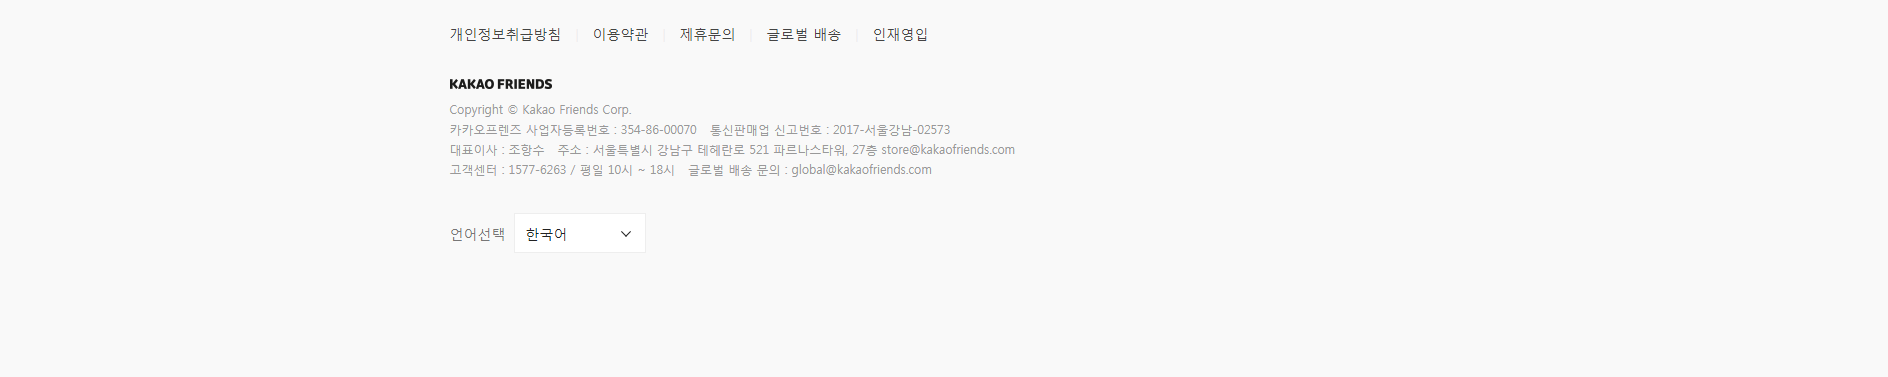 개인정보취급방침 | 이용약관 | 제휴문의 | 글로벌 배송 | 인재영입
KAKAO FRIENDS
Copyright © Kakao Friends Corp.
카카오프렌즈 사업자등록번호 : 354-86-00070 통신판매업 신고번호 : 2017-서울강남-02573
대표이사 : 조항수 주소 : 서울특별시 강남구 테헤란로 521 파르나스타워, 27층 store@kakaofriends.com
고객센터 : 1577-6263 / 평일 10시 ~ 18시 글로벌 배송 문의 : global@kakaofriends.com
언어선택 한국어